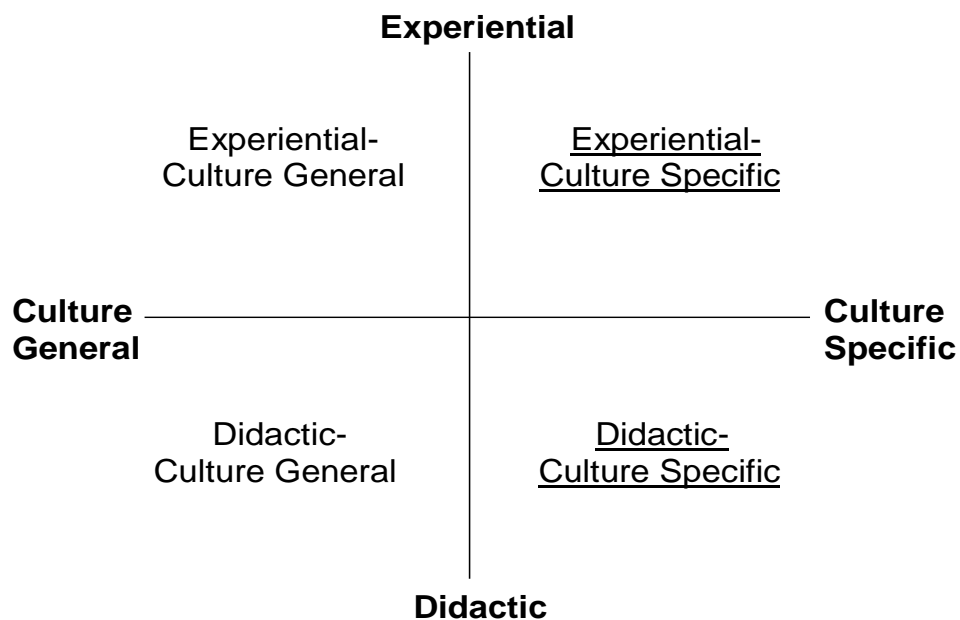 Experiential
Experiential-
Culture General
Experiential-
Culture Specific
Culture
General
Culture
Specific
Didactic-
Culture General
Didactic-
Culture Specific
Didactic